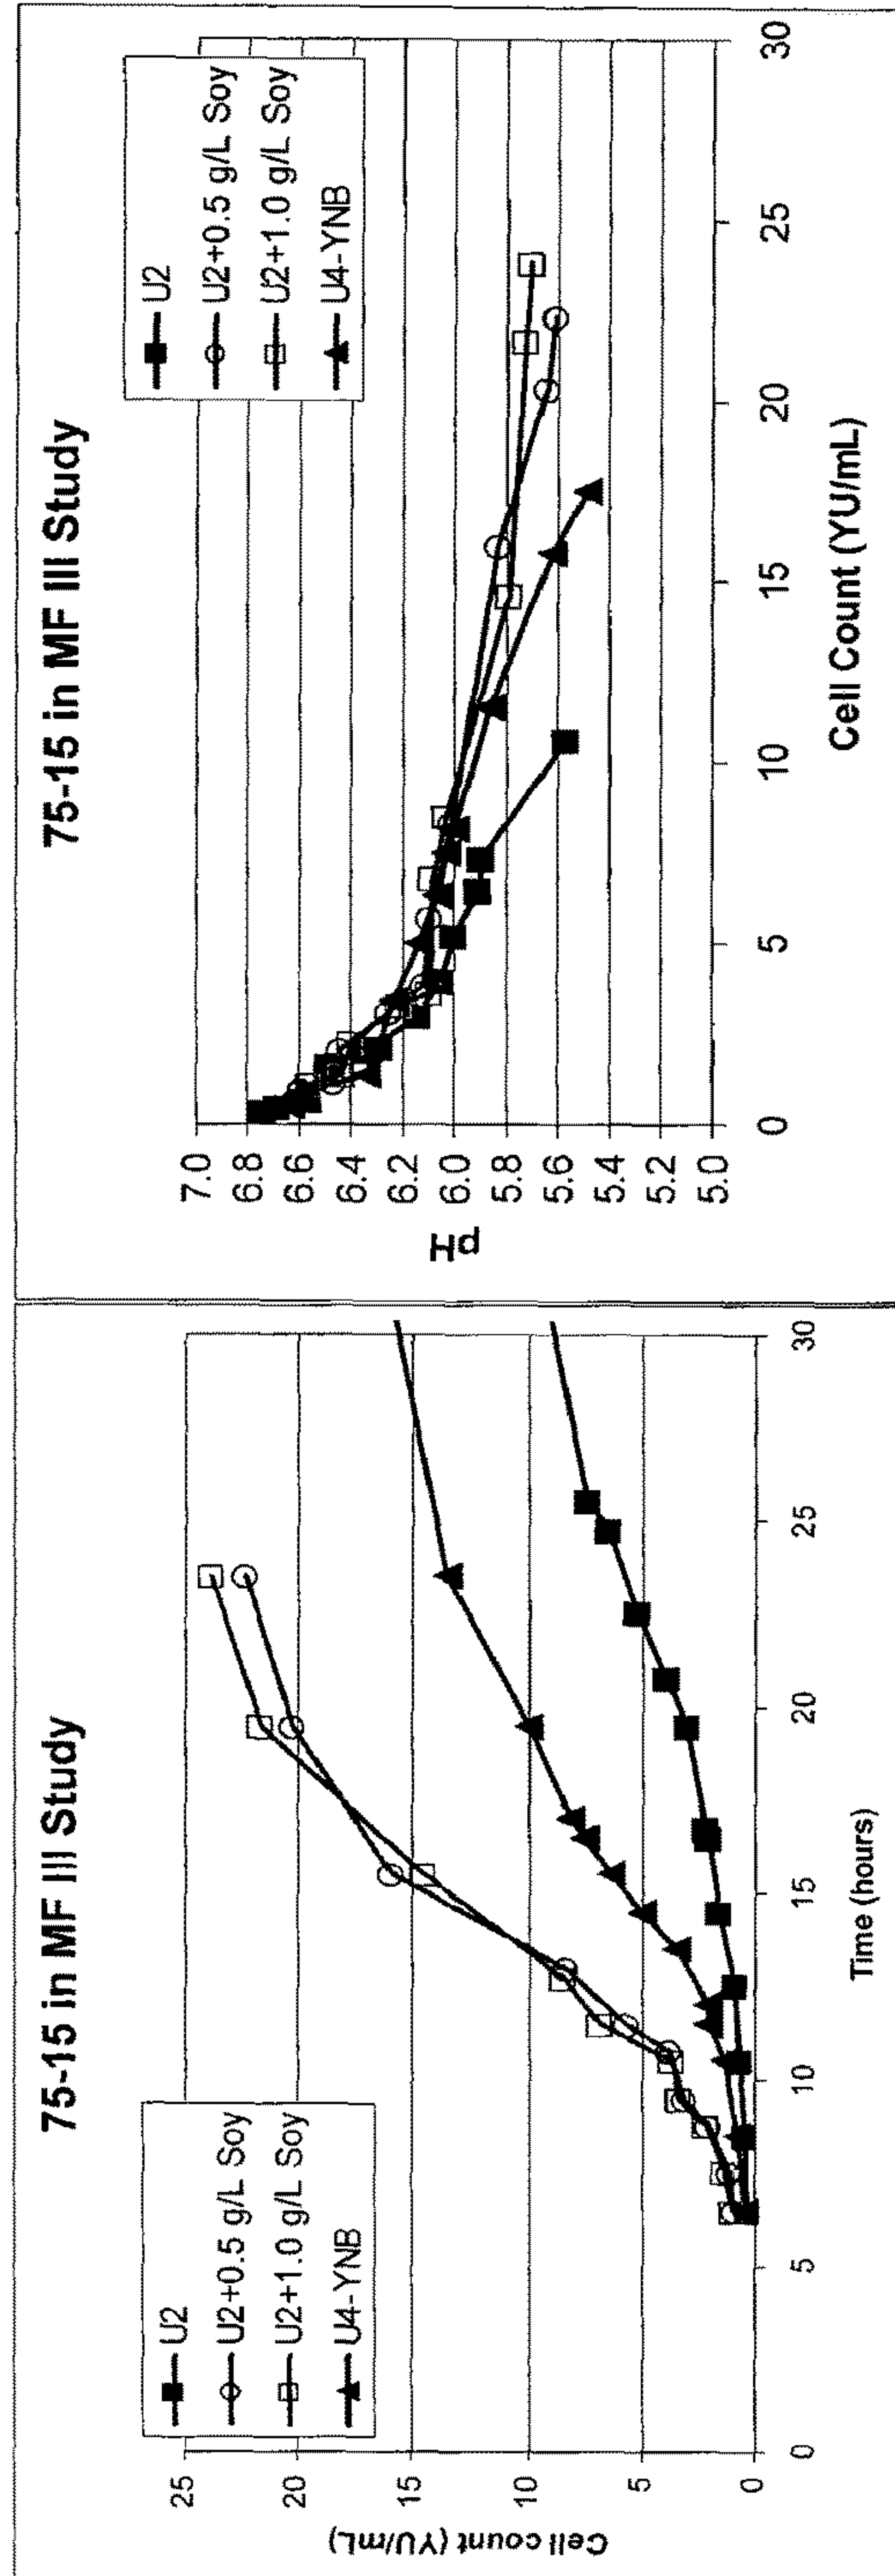 75-15 in MF III Study
U2
U2+0.5 g/L Soy
U2+1.0 g/L Soy
U4-YNB
Cell count (YU/mL)
25
20
15
10
5
0
0
5
10
15
20
25
30
Time (hours)
75-15 in MF III Study
U2
U2+0.5 g/L Soy
U2+1.0 g/L Soy
U4-YNB
pH
7.0
6.8
6.6
6.4
6.2
6.0
5.8
5.6
5.4
5.2
5.0
0
5
10
15
20
25
30
Cell Count (YU/mL)